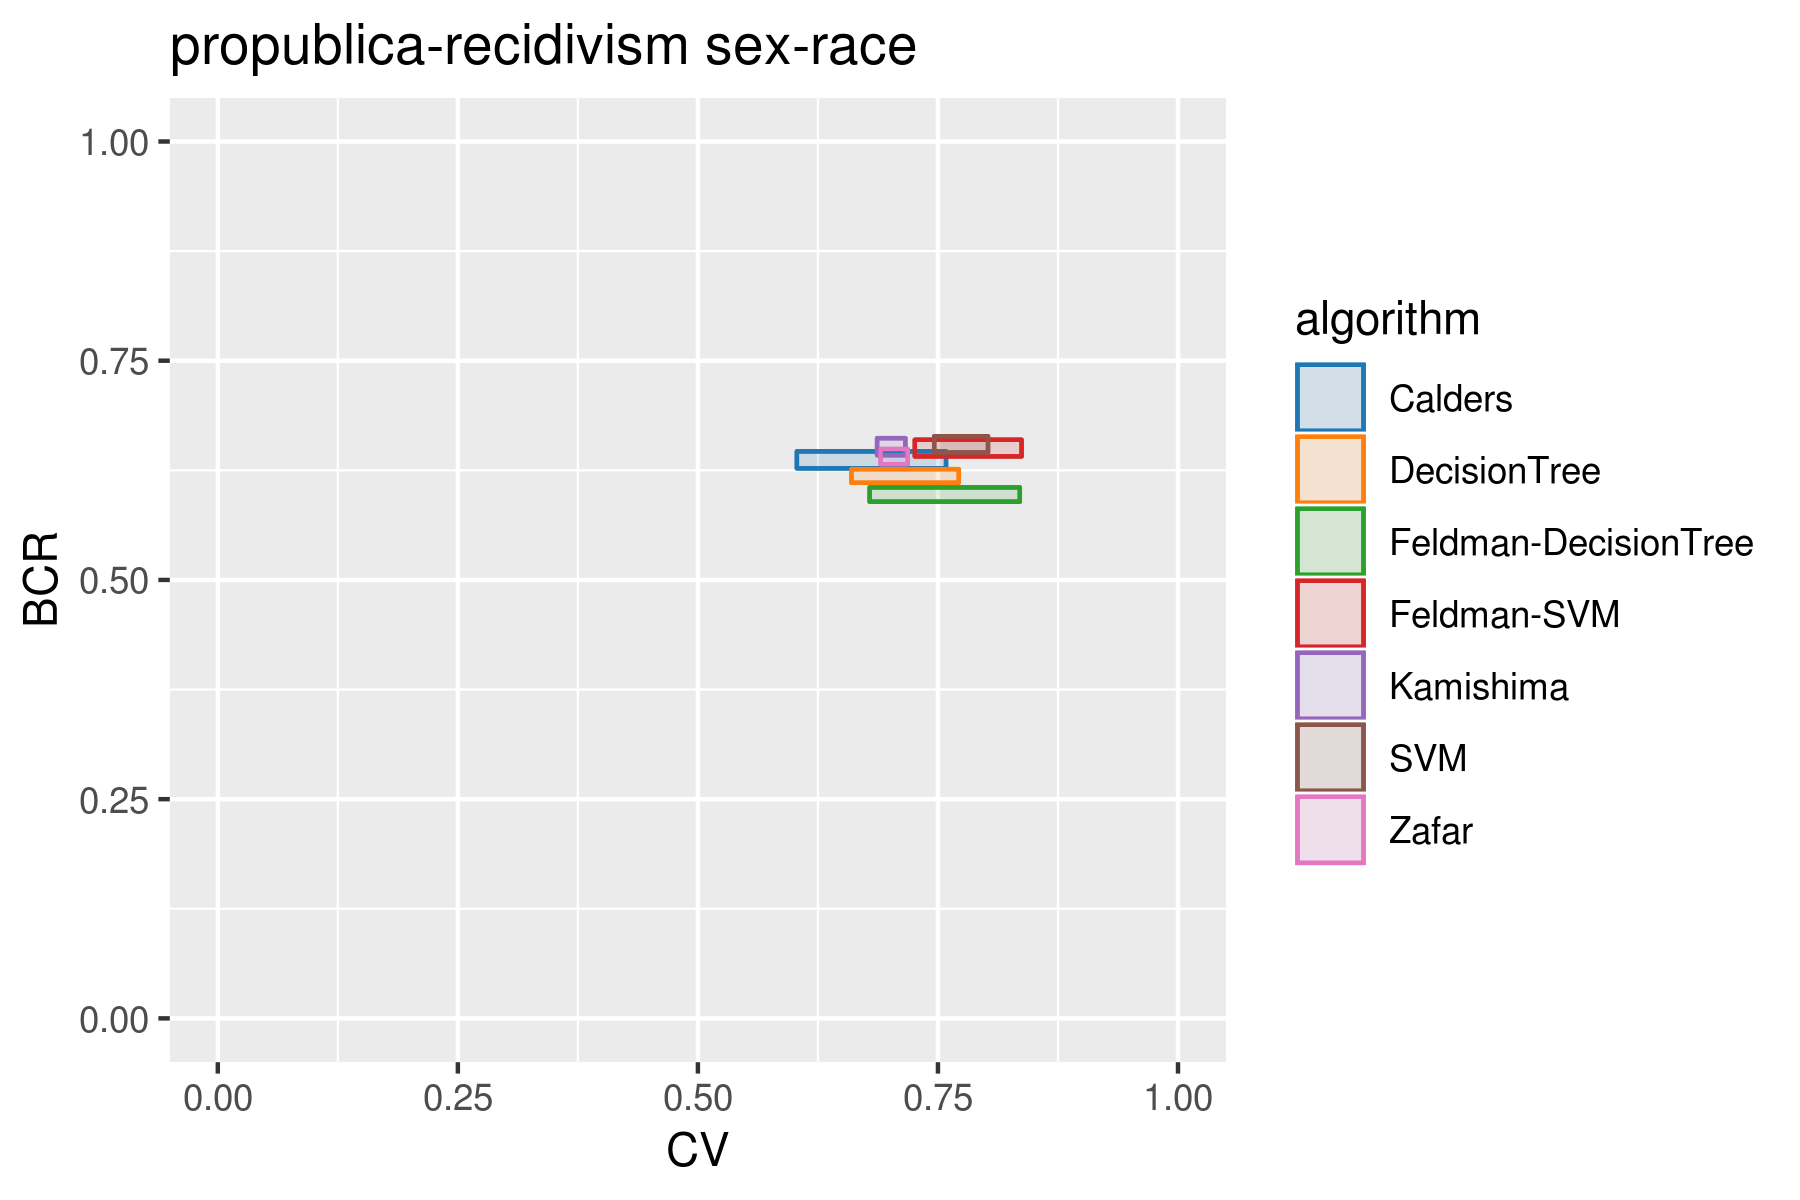 propublica-recidivism sex-race
1.00
0.75
0.50
0.25
0.00
BCR
0.00 0.25 0.50 0.75 1.00
CV
algorithm
Calders
DecisionTree
Feldman-DecisionTree
Feldman-SVM
Kamishima
SVM
Zafar